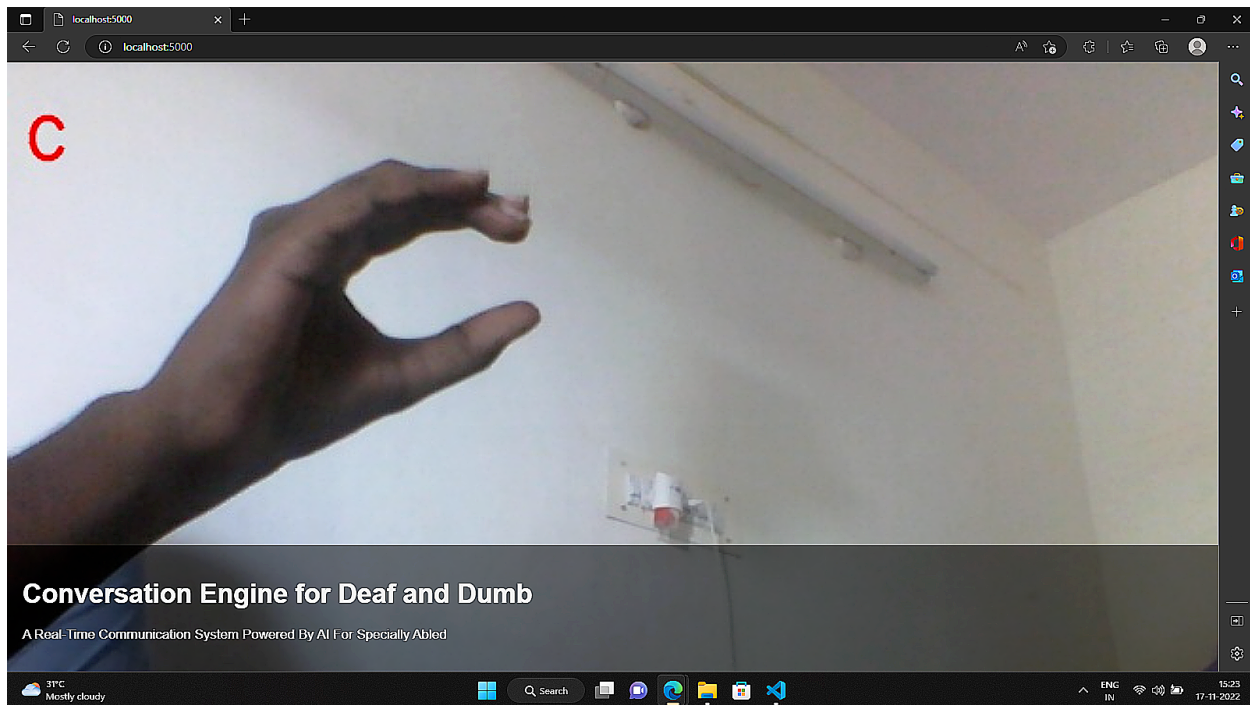 localhost:5000
localhost:5000
C
Conversation Engine for Deaf and Dumb
A Real-Time Communication System Powered By AI For Specially Abled
31°C
Mostly cloudy
Search
ENG
IN
15:23
17-11-2022